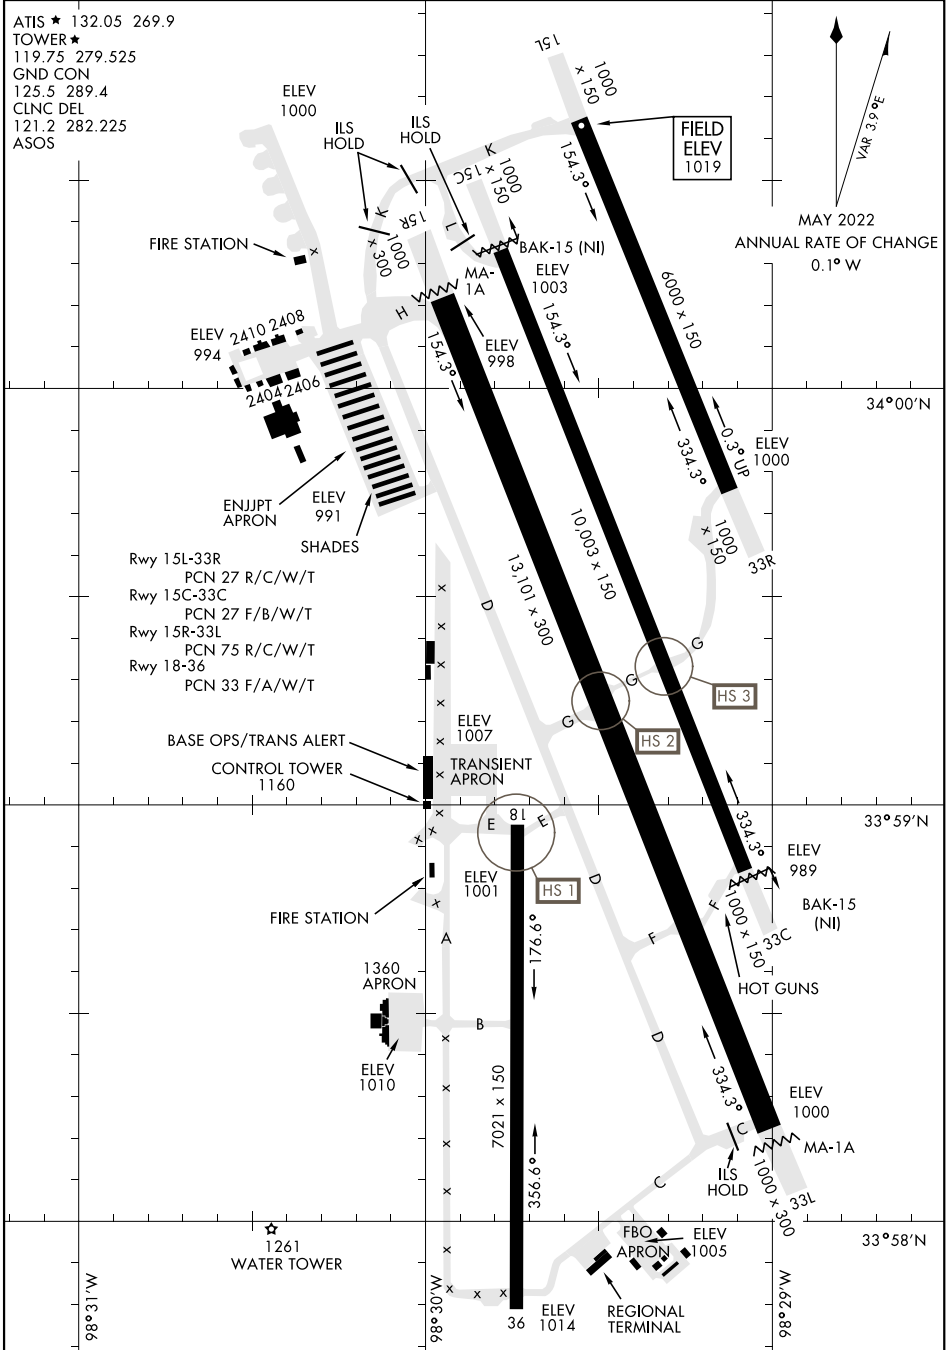 ATIS ★ 132.05 269.9
TOWER★
119.75 279.525
GND CON
125.5 289.4
CLNC DEL
121.2 282.225
ASOS
ELEV
1000
ILS
HOLD
ILS
HOLD
15L
1000
× 150
FIELD
ELEV
1019
VAR 3.9°E
MAY 2022
ANNUAL RATE OF CHANGE
0.1° W
K
15C
1000
× 150
154.3°
K
15R
1000
× 300
L
FIRE STATION
x
BAK-15 (NI)
ELEV
1003
MA-
1A
H
154.3°
ELEV
998
154.3°
6000 x 150
ELEV
994
2410 2408
2404 2406
34°00'N
334.3°
0.3° UP
ELEV
1000
ENJJPT
APRON
ELEV
991
SHADES
1000
× 150
33R
13,101 x 300
10,003 x 150
Rwy 15L-33R
PCN 27 R/C/W/T
Rwy 15C-33C
PCN 27 F/B/W/T
Rwy 15R-33L
PCN 75 R/C/W/T
Rwy 18-36
PCN 33 F/A/W/T
x
x
x
x
x
x
D
G
G
G
HS 3
HS 2
ELEV
1007
BASE OPS/TRANS ALERT
TRANSIENT
APRON
CONTROL TOWER
1160
33°59'N
x
x
x
E
18
E
HS 1
ELEV
1001
334.3°
ELEV
989
BAK-15
(NI)
FIRE STATION
x
D
A
176.6°
F
F
1000
× 150
33C
HOT GUNS
1360
APRON
B
D
ELEV
1010
x
x
x
x
x
7021 x 150
356.6°
334.3°
ELEV
1000
C
MA-1A
ILS
HOLD
1000
× 300
33L
C
1261
WATER TOWER
FBO
APRON
ELEV
1005
33°58'N
x
x
x
36
ELEV
1014
REGIONAL
TERMINAL
98°31'W
98°30'W
98°29'W